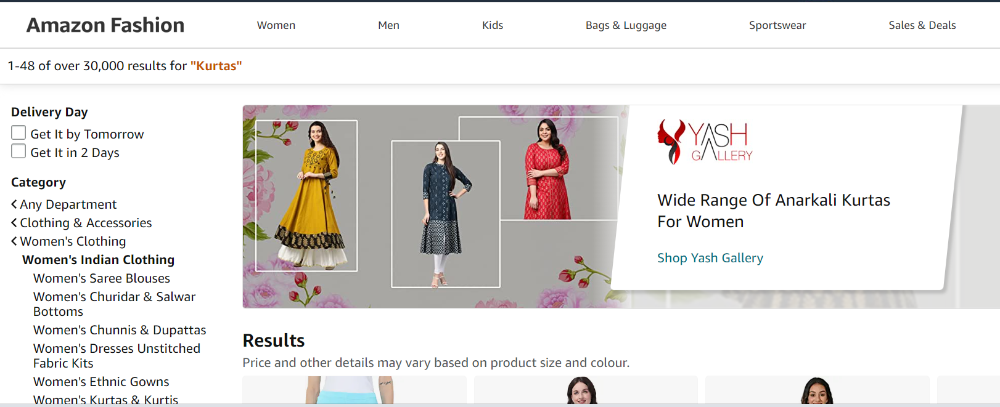 Amazon Fashion
Women
Men
Kids
Bags & Luggage
Sportswear
Sales & Deals
1-48 of over 30,000 results for "Kurtas"
Delivery Day
Get It by Tomorrow
Get It in 2 Days
Category
Any Department
Clothing & Accessories
Women's Clothing
Women's Indian Clothing
Women's Saree Blouses
Women's Churidar & Salwar
Bottoms
Women's Chunnis & Dupattas
Women's Dresses Unstitched
Fabric Kits
Women's Ethnic Gowns
Women's Kurtas & Kurtis
YASH
GALLERY
Wide Range Of Anarkali Kurtas
For Women
Shop Yash Gallery
Results
Price and other details may vary based on product size and colour.